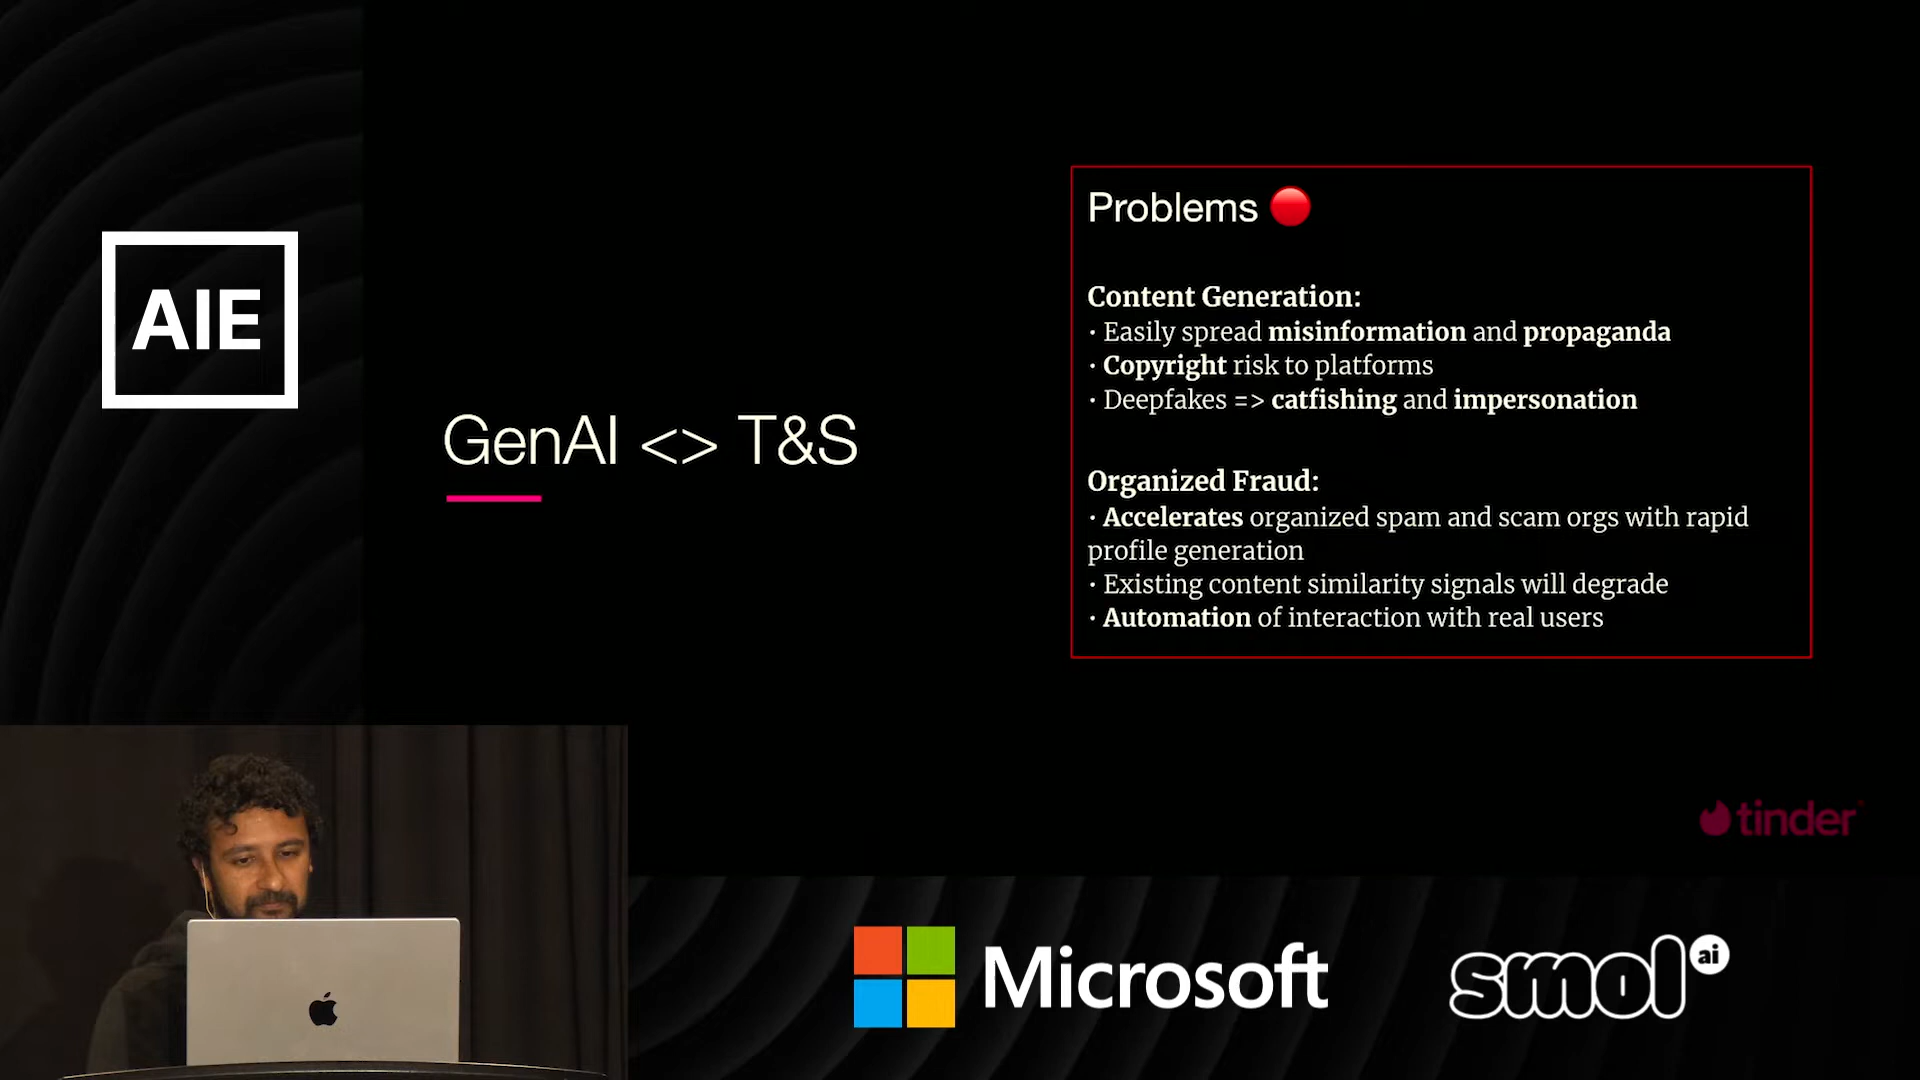 AIE
GenAI <> T&S
Problems 🔴
Content Generation:
· Easily spread misinformation and propaganda
· Copyright risk to platforms
· Deepfakes => catfishing and impersonation
Organized Fraud:
· Accelerates organized spam and scam orgs with rapid
profile generation
· Existing content similarity signals will degrade
· Automation of interaction with real users
tinder
Microsoft
smol ai